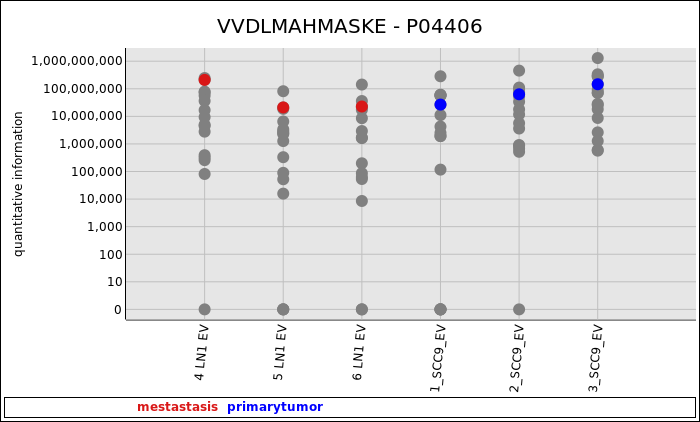 VVDLMAHMASKE - P04406
quantitative information
1,000,000,000
100,000,000
10,000,000
1,000,000
100,000
10,000
1,000
100
10
0
4 LN1 EV
5 LN1 EV
6 LN1 EV
1_SCC9_EV
2_SCC9_EV
3_SCC9_EV
mestastasis primarytumor